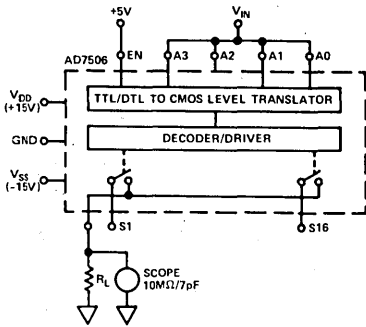 +5V
VIN
AD7506
EN
A3
A2
A1
A0
VDD
(+15V)
TTL/DTL TO CMOS LEVEL TRANSLATOR
GND
DECODER/DRIVER
VSS
(-15V)
S1
S16
RL
SCOPE
10MΩ/7pF